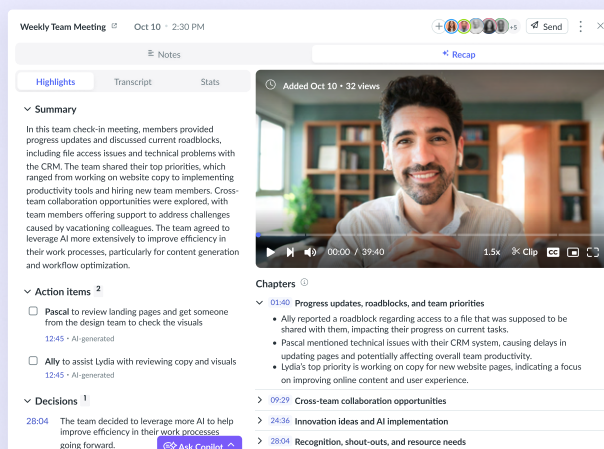 Weekly Team Meeting
Oct 10 • 2:30 PM
+5
Send
Notes
Recap
Highlights
Transcript
Stats
Summary
In this team check-in meeting, members provided
progress updates and discussed current roadblocks,
including file access issues and technical problems with
the CRM. The team shared their top priorities, which
ranged from working on website copy to implementing
productivity tools and hiring new team members. Cross-
team collaboration opportunities were explored, with
team members offering support to address challenges
caused by vacationing colleagues. The team agreed to
leverage AI more extensively to improve efficiency in
their work processes, particularly for content generation
and workflow optimization.
Action items 2
Pascal to review landing pages and get someone
from the design team to check the visuals
12:45 • AI-generated
Ally to assist Lydia with reviewing copy and visuals
12:45 • AI-generated
Decisions 1
28:04 The team decided to leverage more AI to help
improve efficiency in their work processes
going forward.
Ask Copilot
Added Oct 10 • 32 views
00:00 / 39:40
1.5x
Clip
CC
Chapters
01:40 Progress updates, roadblocks, and team priorities
• Ally reported a roadblock regarding access to a file that was supposed to be
shared with them, impacting their progress on current tasks.
• Pascal mentioned technical issues with their CRM system, causing delays in
updating pages and potentially affecting overall team productivity.
• Lydia's top priority is working on copy for new website pages, indicating a focus
on improving online content and user experience.
09:29 Cross-team collaboration opportunities
24:36 Innovation ideas and AI implementation
28:04 Recognition, shout-outs, and resource needs